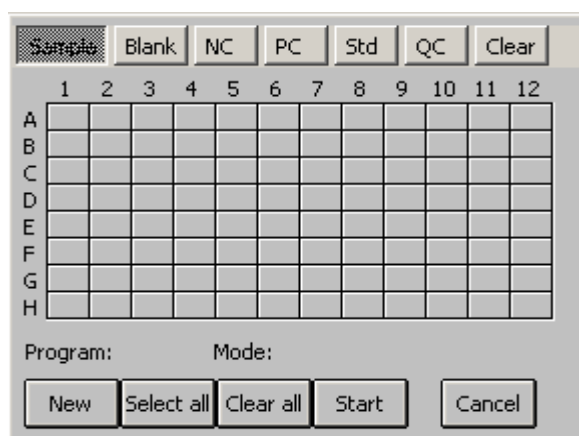 Sample Blank NC PC Std QC Clear
1 2 3 4 5 6 7 8 9 10 11 12
A
B
C
D
E
F
G
H
Program: Mode:
New Select all Clear all Start Cancel